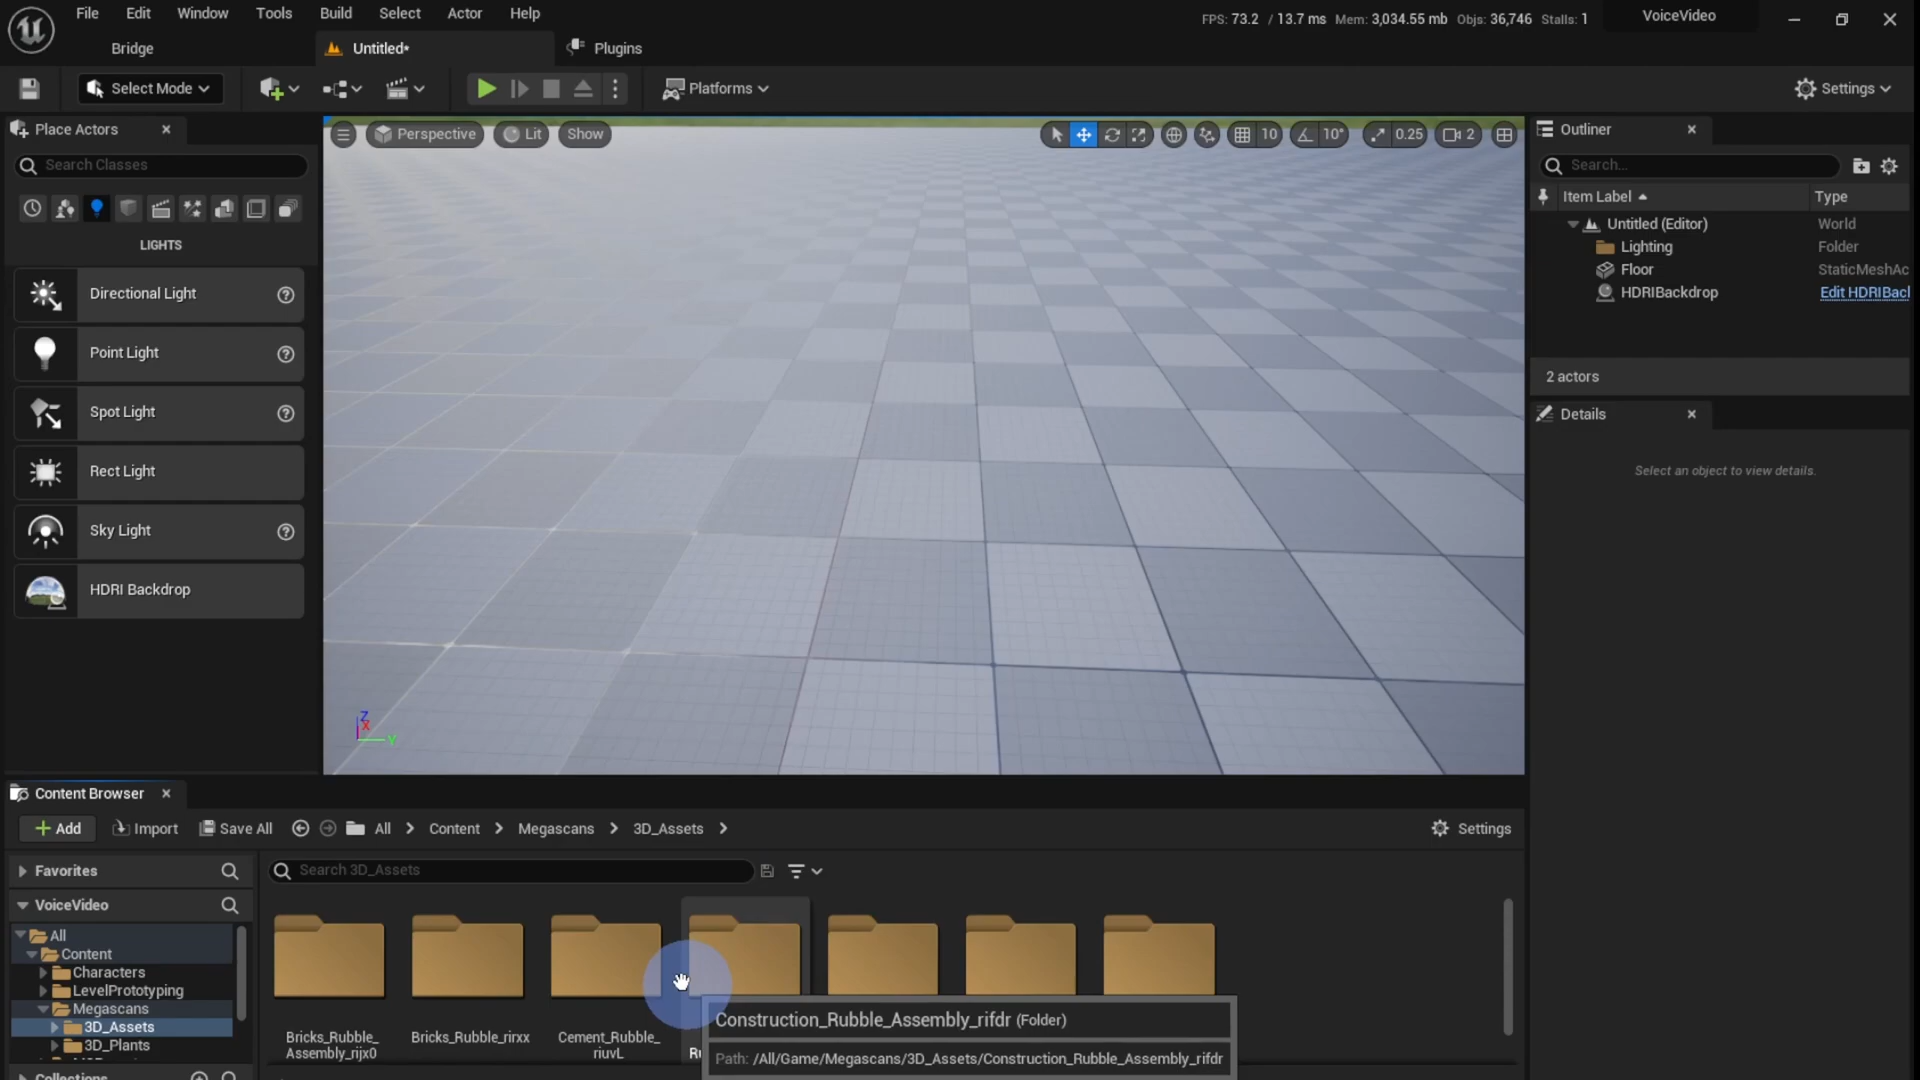 File Edit Window Tools Build Select Actor Help
FPS: 73.2 / 13.7 ms Mem: 3,034.55 mb Objs: 36,746 Stalls: 1
VoiceVideo
Bridge
Untitled*
Plugins
Select Mode
Platforms
Settings
Place Actors
Search Classes
LIGHTS
Directional Light
Point Light
Spot Light
Rect Light
Sky Light
HDRI Backdrop
Perspective
Lit
Show
10
10°
0.25
2
Z
X
Y
Outliner
Search...
Item Label Type
Untitled (Editor) World
Lighting Folder
Floor StaticMeshAc
HDRIBackdrop Edit HDRIBacl
2 actors
Details
Select an object to view details.
Content Browser
Add
Import
Save All
All
Content
Megascans
3D_Assets
Settings
Favorites
Search 3D_Assets
VoiceVideo
All
Content
Characters
LevelPrototyping
Megascans
3D_Assets
3D_Plants
Collections
Bricks_Rubble_
Assembly_rijx0
Bricks_Rubble_rirxx
Cement_Rubble_
riuvL
Construction_Rubble_Assembly_rifdr (Folder)
Path: /All/Game/Megascans/3D_Assets/Construction_Rubble_Assembly_rifdr